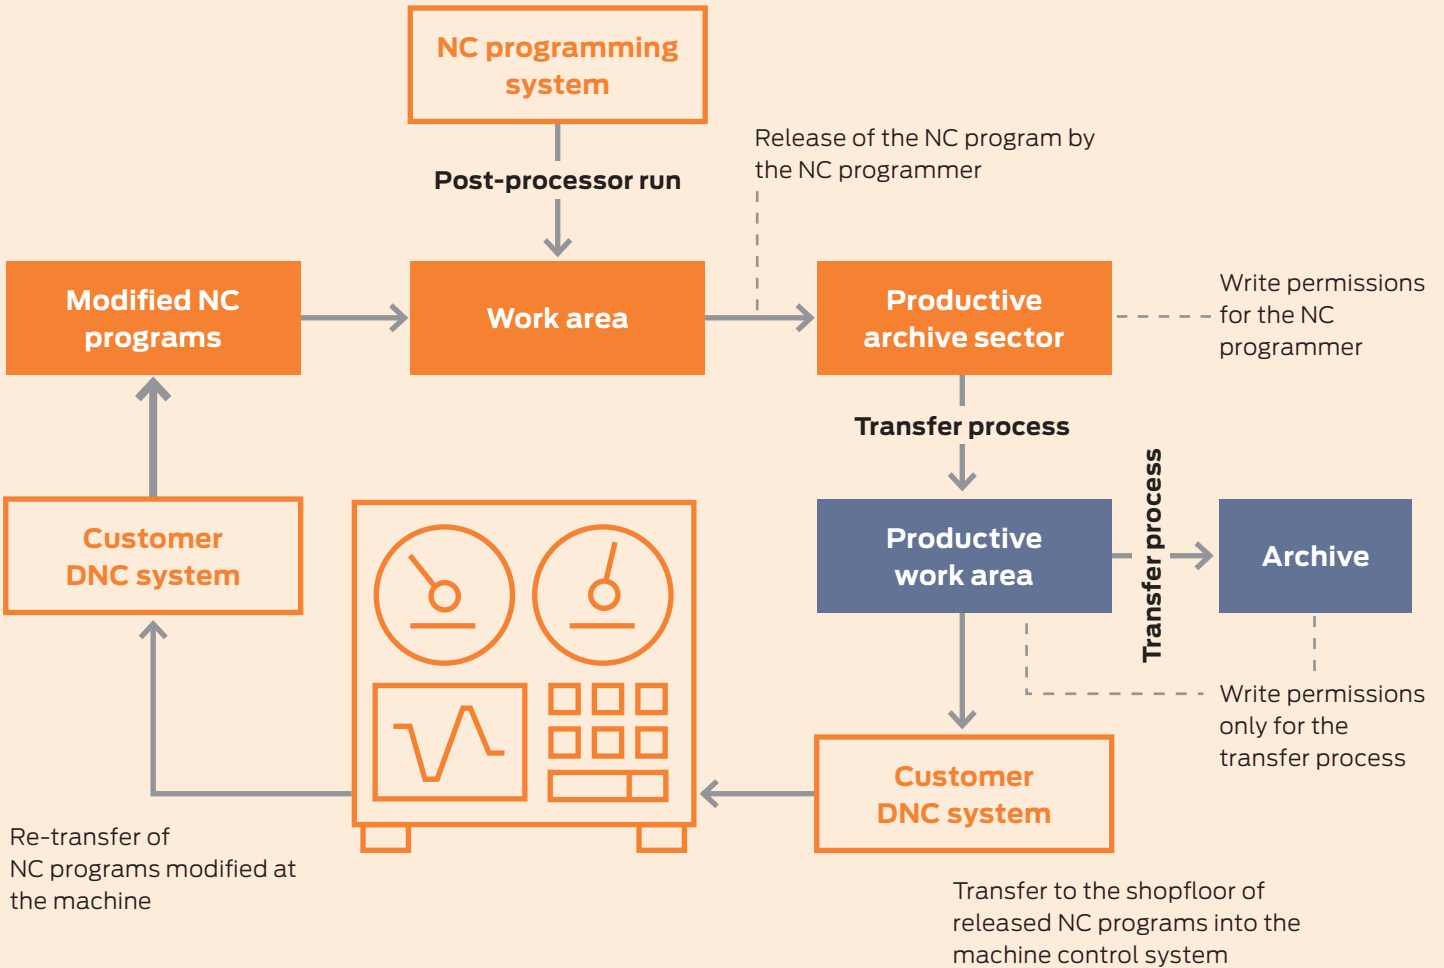 NC programming
system
Release of the NC program by
the NC programmer
Post-processor run
Modified NC
programs
Work area
Productive
archive sector
Write permissions
for the NC
programmer
Transfer process
Customer
DNC system
Productive
work area
Transfer process
Archive
Write permissions
only for the
transfer process
Customer
DNC system
Re-transfer of
NC programs modified at
the machine
Transfer to the shopfloor of
released NC programs into the
machine control system